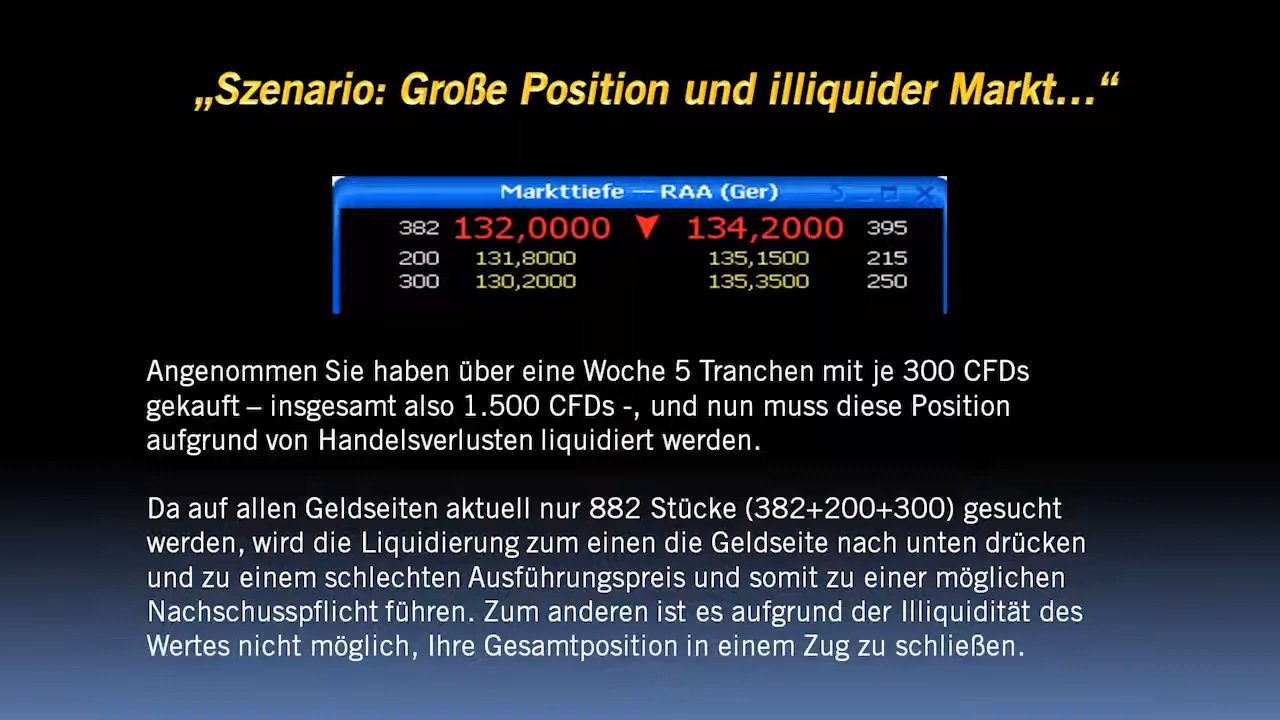 „Szenario: Große Position und illiquider Markt...“
Markttiefe — RAA (Ger)
382 132,0000 134,2000 395
200 131,8000 135,1500 215
300 130,2000 135,3500 250
Angenommen Sie haben über eine Woche 5 Tranchen mit je 300 CFDs
gekauft – insgesamt also 1.500 CFDs -, und nun muss diese Position
aufgrund von Handelsverlusten liquidiert werden.
Da auf allen Geldseiten aktuell nur 882 Stücke (382+200+300) gesucht
werden, wird die Liquidierung zum einen die Geldseite nach unten drücken
und zu einem schlechten Ausführungspreis und somit zu einer möglichen
Nachschusspflicht führen. Zum anderen ist es aufgrund der Illiquidität des
Wertes nicht möglich, Ihre Gesamtposition in einem Zug zu schließen.